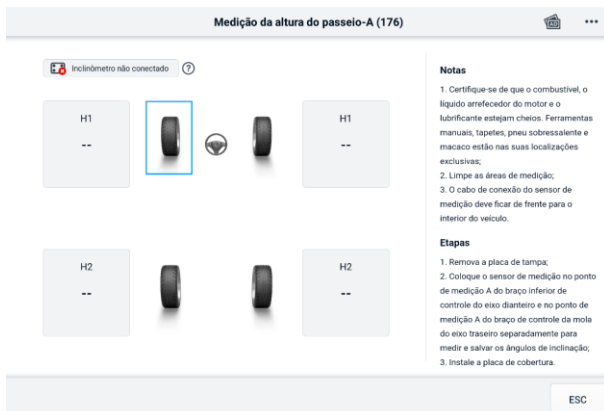 Medição da altura do passeio-A (176)
Inclinômetro não conectado ?
H1
--
H1
--
H2
--
H2
--
Notas
1. Certifique-se de que o combustível, o
líquido arrefecedor do motor e o
lubrificante estejam cheios. Ferramentas
manuais, tapetes, pneu sobressalente e
macaco estão nas suas localizações
exclusivas;
2. Limpe as áreas de medição;
3. O cabo de conexão do sensor de
medição deve ficar de frente para o
interior do veículo.
Etapas
1. Remova a placa de tampa;
2. Coloque o sensor de medição no ponto
de medição A do braço inferior de
controle do eixo dianteiro e no ponto de
medição A do braço de controle da mola
do eixo traseiro separadamente para
medir e salvar os ângulos de inclinação;
3. Instale a placa de cobertura.
ESC